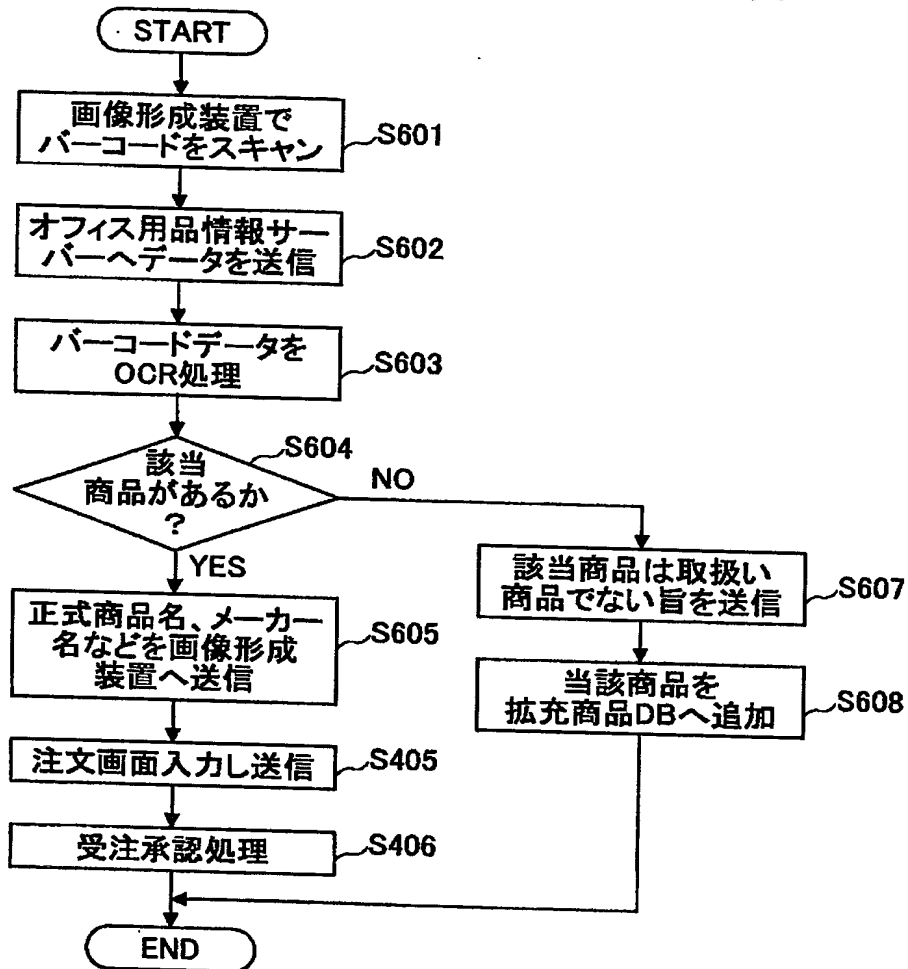 START
画像形成装置で
バーコードをスキャン
S601
オフィス用品情報サー
バーへデータを送信
S602
バーコードデータを
OCR処理
S603
S604
該当
商品があるか
?
NO
YES
正式商品名、メーカー
名などを画像形成
装置へ送信
S605
該当商品は取扱い
商品でない旨を送信
S607
当該商品を
拡充商品DBへ追加
S608
注文画面入力し送信
S405
受注承認処理
S406
END